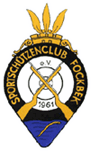 SPORTSCHÜTZENCLUB FOCKBEK
e.V.
1961